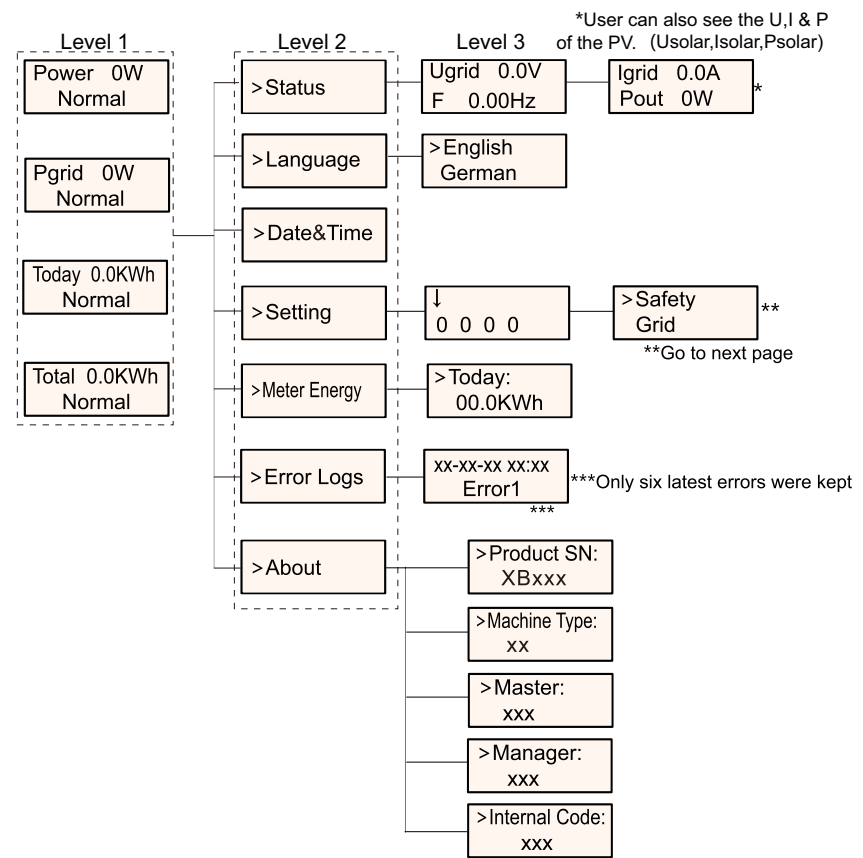 *User can also see the U,I & P
of the PV. (Usolar,Isolar,Psolar)
Level 1
Level 2
Level 3
Power 0W
Normal
Pgrid 0W
Normal
Today 0.0KWh
Normal
Total 0.0KWh
Normal
>Status
Ugrid 0.0V
F 0.00Hz
Igrid 0.0A
Pout 0W
*
>Language
>English
German
>Date&Time
>Setting
↓
0 0 0 0
>Safety
Grid
**
**Go to next page
>Meter Energy
>Today:
00.0KWh
>Error Logs
xx-xx-xx xx:xx
Error1
***Only six latest errors were kept
***
>About
>Product SN:
XBxxx
>Machine Type:
xx
>Master:
xxx
>Manager:
xxx
>Internal Code:
xxx